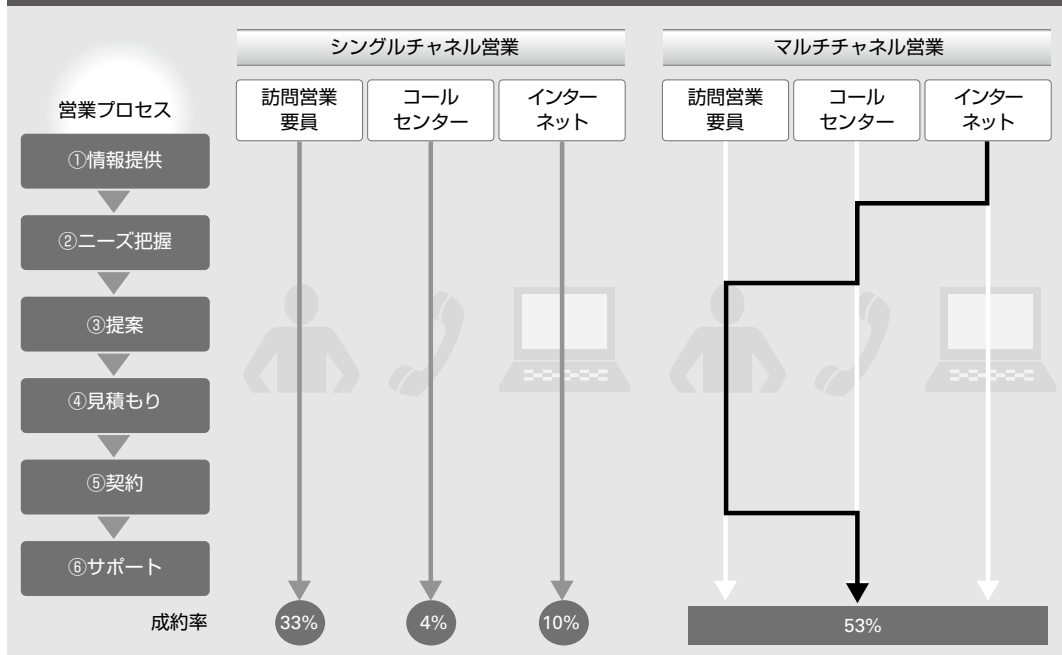 シングルチャネル営業
マルチチャネル営業
営業プロセス
訪問営業
要員
コール
センター
インター
ネット
訪問営業
要員
コール
センター
インター
ネット
①情報提供
②ニーズ把握
③提案
④見積もり
⑤契約
⑥サポート
成約率
33%
4%
10%
53%